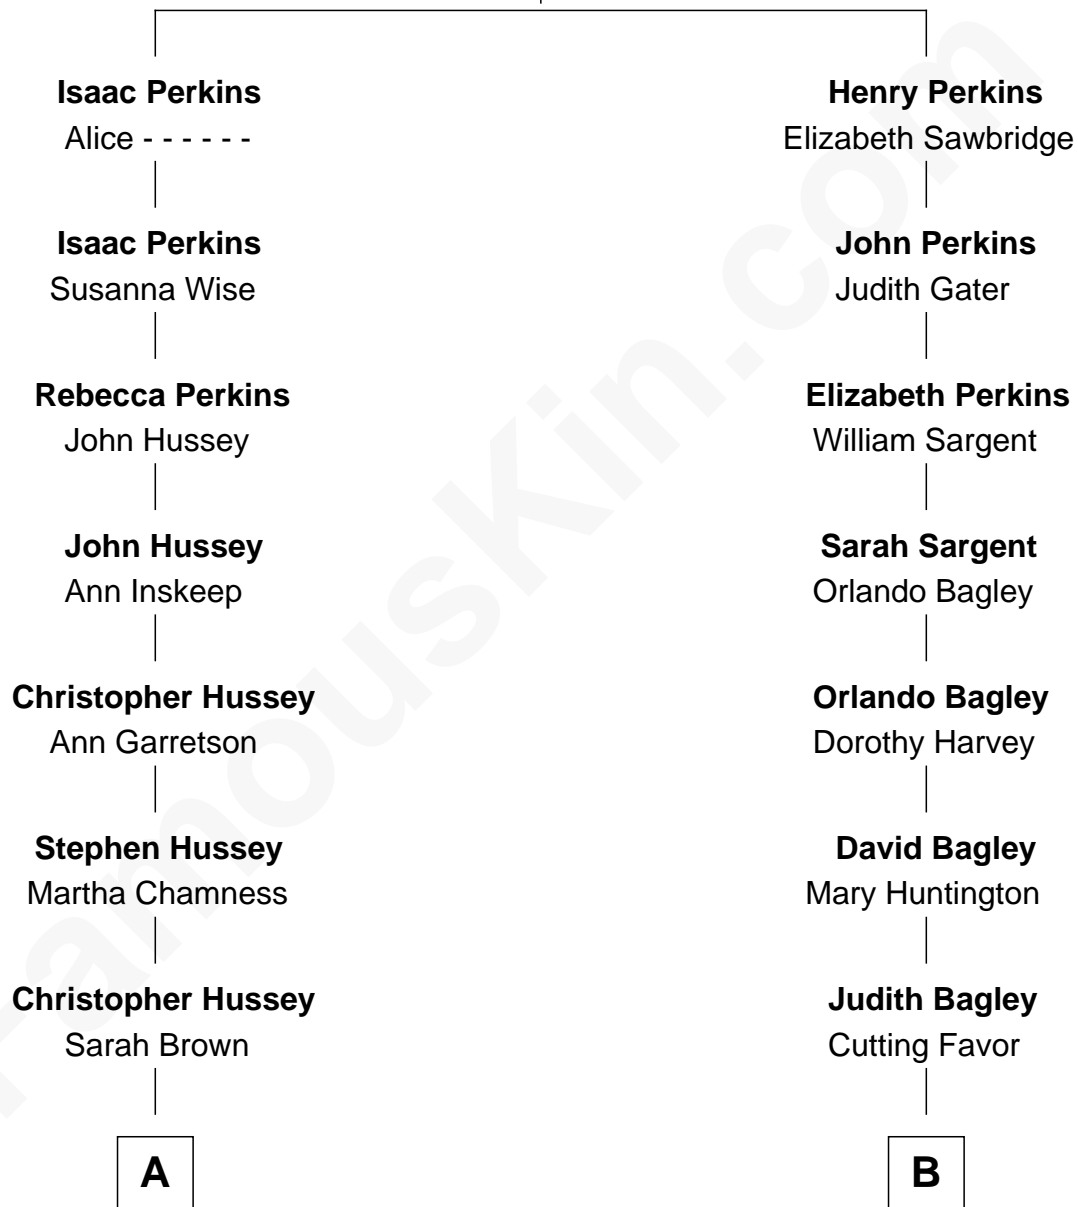 Isaac Perkins
Alice - - - - - -
Henry Perkins
Elizabeth Sawbridge
Isaac Perkins
Susanna Wise
John Perkins
Judith Gater
Rebecca Perkins
John Hussey
Elizabeth Perkins
William Sargent
John Hussey
Ann Inskeep
Sarah Sargent
Orlando Bagley
Christopher Hussey
Ann Garretson
Orlando Bagley
Dorothy Harvey
Stephen Hussey
Martha Chamness
David Bagley
Mary Huntington
Christopher Hussey
Sarah Brown
Judith Bagley
Cutting Favor
A
B
FamousKin.com